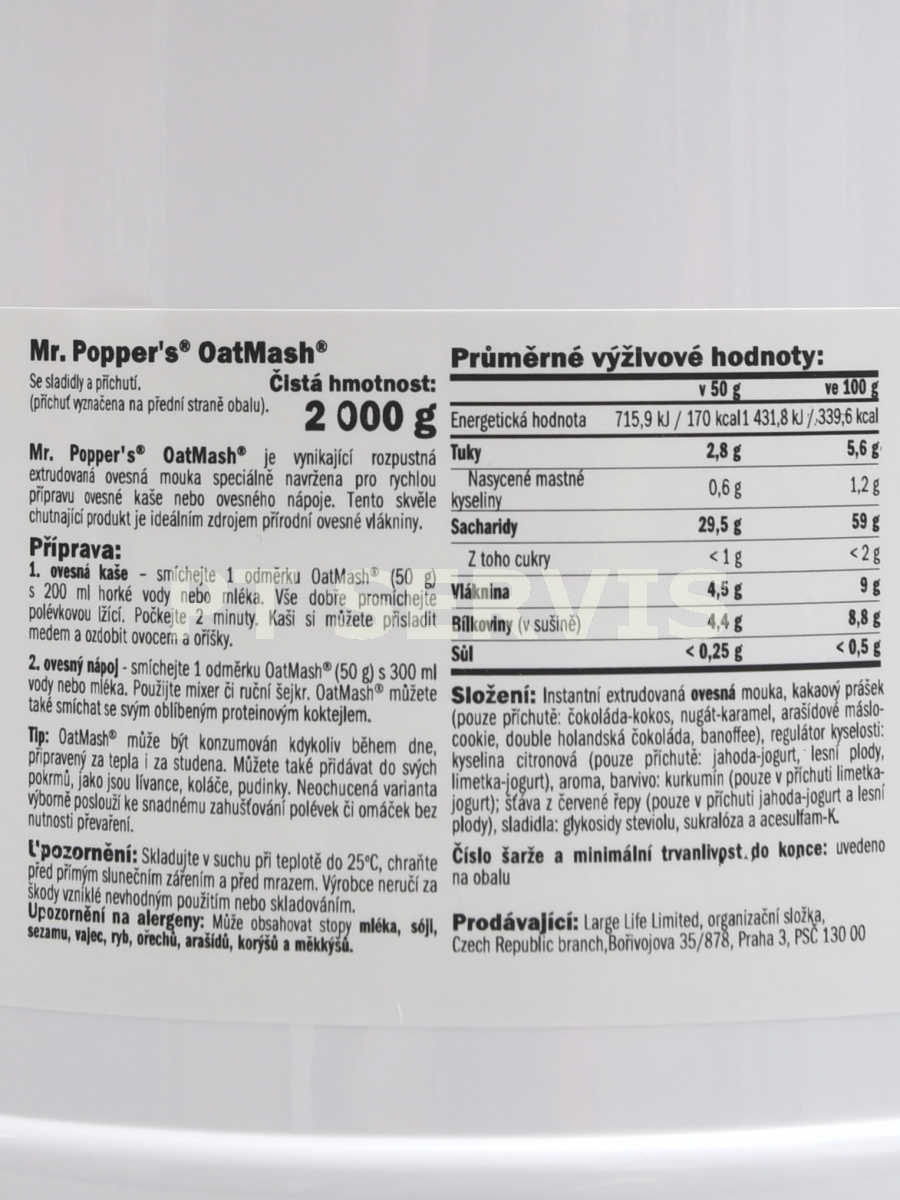 Mr. Popper's® OatMash®
Se sladidly a příchutí.
(příchuť vyznačena na přední straně obalu).
Čistá hmotnost:
2 000 g
Mr. Popper's® OatMash® je vynikající rozpustná
extrudovaná ovesná mouka speciálně navržena pro rychlou
přípravu ovesné kaše nebo ovesného nápoje. Tento skvěle
chutnající produkt je ideálním zdrojem přírodní ovesné vlákniny.
Příprava:
1. ovesná kaše - smíchejte 1 odměrku OatMash® (50 g)
s 200 ml horké vody nebo mléka. Vše dobře promíchejte
polévkovou lžící. Počkejte 2 minuty. Kaši si můžete přisladit
medem a ozdobit ovocem a oříšky.
2. ovesný nápoj - smíchejte 1 odměrku OatMash® (50 g) s 300 ml
vody nebo mléka. Použijte mixer či ruční šejkr. OatMash® můžete
také smíchat se svým oblíbeným proteinovým koktejlem.
Tip: OatMash® může být konzumován kdykoliv během dne,
připravený za tepla i za studena. Můžete také přidávat do svých
pokrmů, jako jsou lívance, koláče, pudinky. Neochucená varianta
výborně poslouží ke snadnému zahušťování polévek či omáček bez
nutnosti převaření.
Upozornění: Skladujte v suchu při teplotě do 25°C, chraňte
před přímým slunečním zářením a před mrazem. Výrobce neručí za
škody vzniklé nevhodným použitím nebo skladováním.
Upozornění na alergeny: Může obsahovat stopy mléka, sóji,
sezamu, vajec, ryb, ořechů, arašídů, korýšů a měkkýšů.
Průměrné výživové hodnoty:
v 50 g ve 100 g
Energetická hodnota 715,9 kJ / 170 kcal 1 431,8 kJ / 339,6 kcal
Tuky 2,8 g 5,6 g
Nasycené mastné
kyseliny 0,6 g 1,2 g
Sacharidy 29,5 g 59 g
Z toho cukry < 1 g < 2 g
Vláknina 4,5 g 9 g
Bílkoviny (v sušině) 4,4 g 8,8 g
Sůl < 0,25 g < 0,5 g
Složení: Instantní extrudovaná ovesná mouka, kakaový prášek
(pouze příchutě: čokoláda-kokos, nugát-karamel, arašídové máslo-
cookie, double holandská čokoláda, banoffee), regulátor kyselosti:
kyselina citronová (pouze příchutě: jahoda-jogurt, lesní plody,
limetka-jogurt), aroma, barvivo: kurkumin (pouze v příchuti limetka-
jogurt); šťáva z červené řepy (pouze v příchuti jahoda-jogurt a lesní
plody), sladidla: glykosidy steviolu, sukralóza a acesulfam-K.
Číslo šarže a minimální trvanlivost do konce: uvedeno
na obalu
Prodávající: Large Life Limited, organizační složka,
Czech Republic branch,Bořivojova 35/878, Praha 3, PSČ 130 00
PT SERVIS